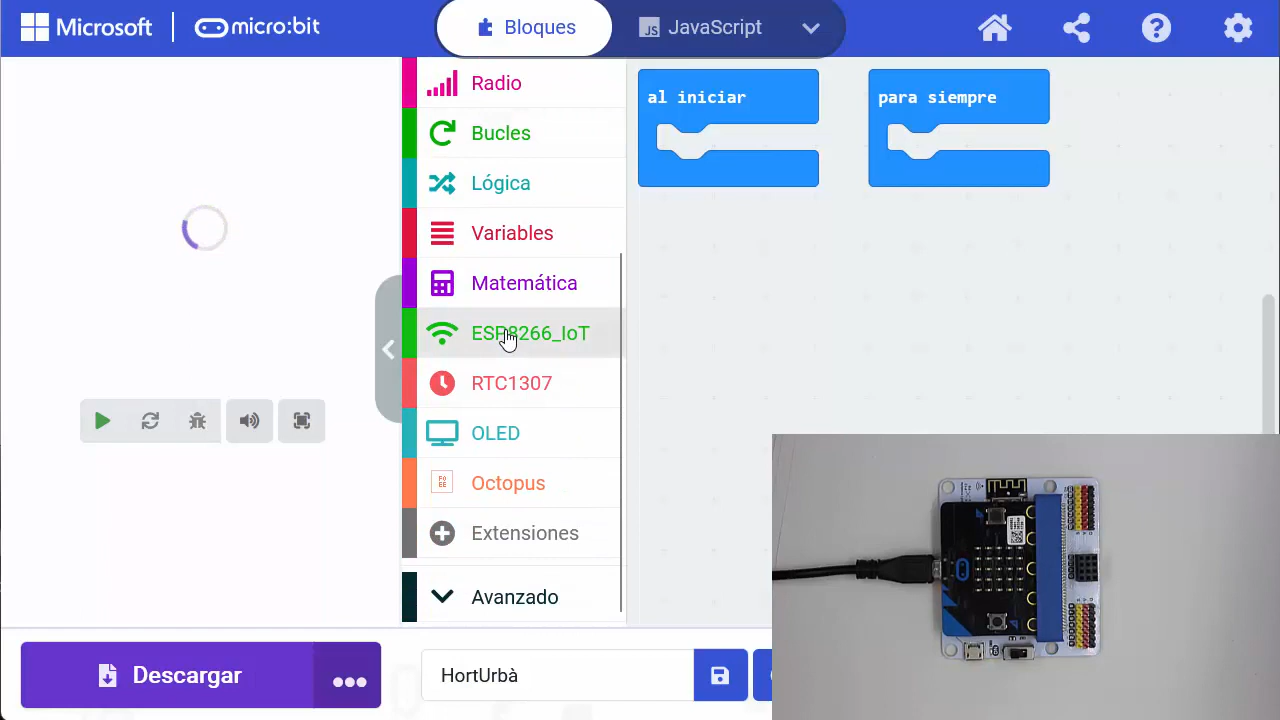 Microsoft
micro:bit
Bloques
JS
JavaScript
Radio
Bucles
Lógica
Variables
Matemática
ESP8266_IoT
RTC1307
OLED
Octopus
Extensiones
Avanzado
al iniciar
para siempre
Descargar
HortUrbà